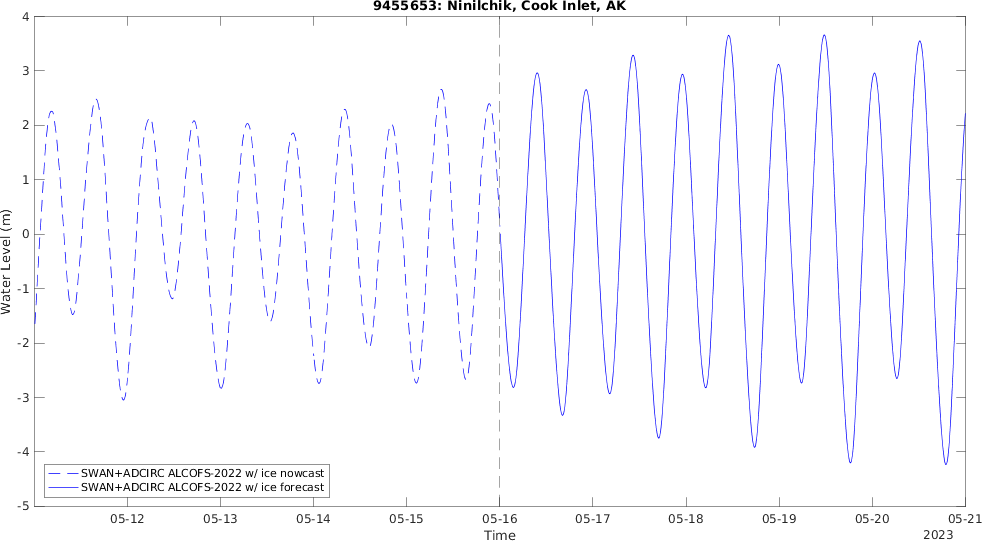 9455653: Ninilchik, Cook Inlet, AK
4
3
2
1
0
-1
-2
-3
-4
-5
Water Level (m)
SWAN+ADCIRC ALCOFS-2022 w/ ice nowcast
SWAN+ADCIRC ALCOFS-2022 w/ ice forecast
05-12 05-13 05-14 05-15 05-16 05-17 05-18 05-19 05-20 05-21
Time
2023